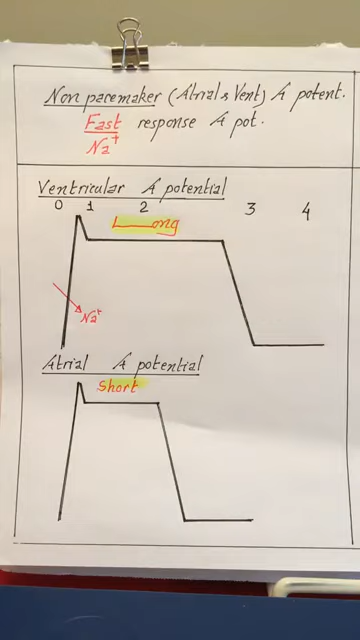 Non pacemaker (Atrial & Vent) A potent.
Fast response A pot.
Na+
Ventricular A potential
0 1 2 3 4
Long
Na+
Atrial A potential
Short